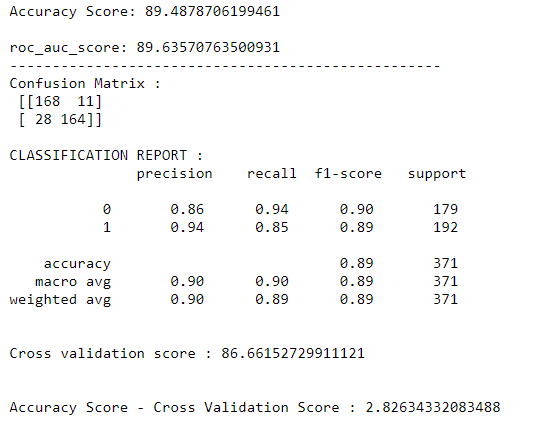 Accuracy Score: 89.4878706199461
roc_auc_score: 89.63570763500931
------------------------------------------------------
Confusion Matrix :
[[168  11]
[ 28 164]]
CLASSIFICATION REPORT :
precision    recall  f1-score   support
0       0.86      0.94      0.90       179
1       0.94      0.85      0.89       192
accuracy                           0.89       371
macro avg       0.90      0.90      0.89       371
weighted avg       0.90      0.89      0.89       371
Cross validation score : 86.66152729911121
Accuracy Score - Cross Validation Score : 2.82634332083488